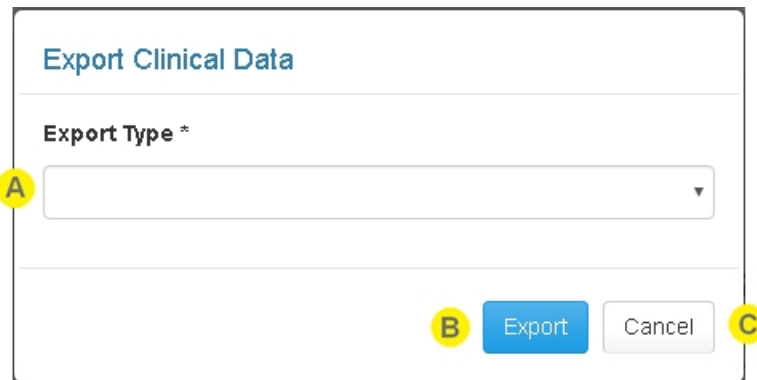 Export Clinical Data
Export Type *
A
B Export Cancel C